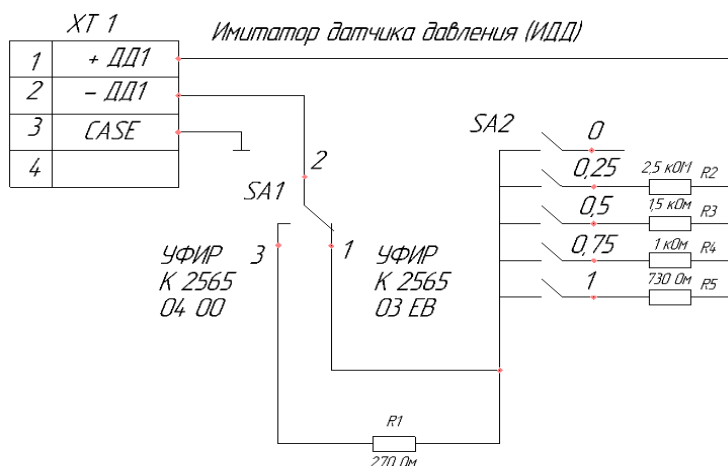 XT 1
Имитатор датчика давления (ИДД)
1 + ДД1
2 – ДД1
3 CASE
4
SA2
0
0,25
2,5 кОМ
R2
0,5
1,5 кОм
R3
0,75
1 кОм
R4
1
730 Ом
R5
2
SA1
3
1
УФИР
К 2565
04 00
УФИР
К 2565
03 ЕВ
R1
270 Ом